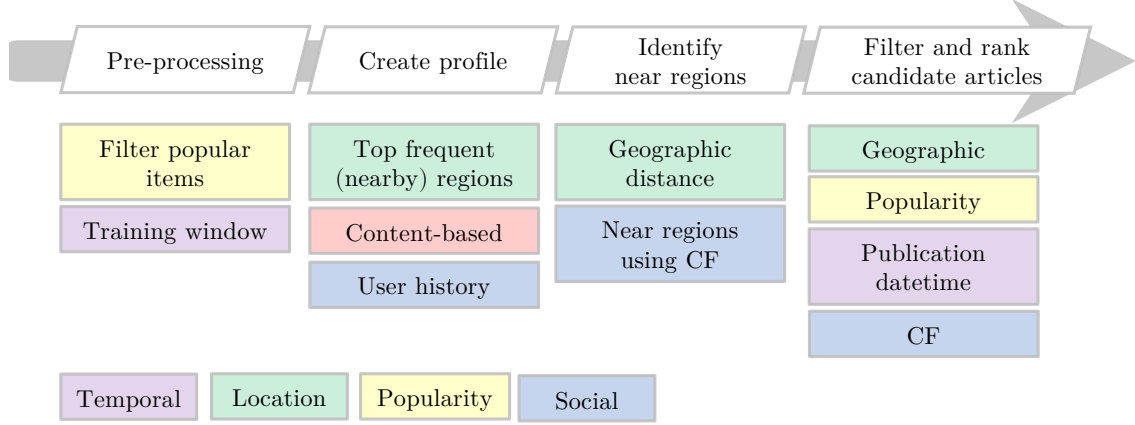 Pre-processing
Create profile
Identify
near regions
Filter and rank
candidate articles
Filter popular
items
Training window
Top frequent
(nearby) regions
Content-based
User history
Geographic
distance
Near regions
using CF
Geographic
Popularity
Publication
datetime
CF
Temporal
Location
Popularity
Social